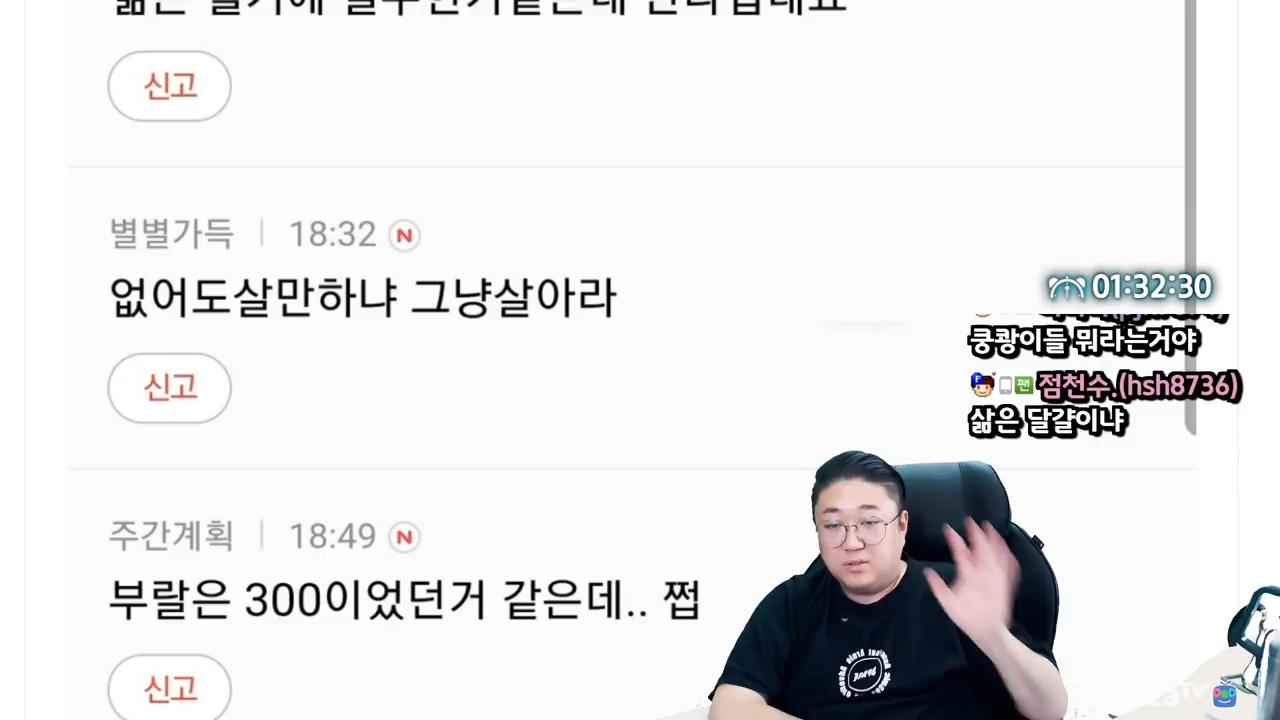 신고
별별가득 | 18:32 N
없어도살만하냐 그냥살아라
신고
주간계획 | 18:49 N
부랄은 300이었던거 같은데.. 쩝
신고
01:32:30
쿵쾅이들 뭐라는거야
F 팬 점천수.(hsh8736)
삶은 달걀이냐